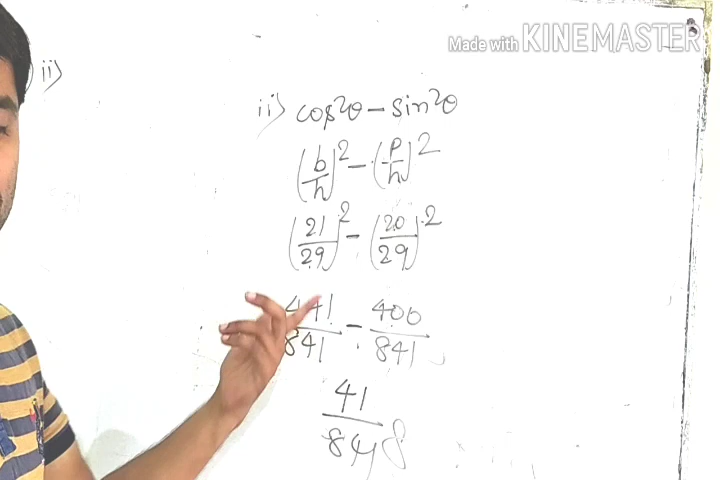 Made with KINEMASTER
ii)
ii) cos²θ - sin²θ
(b/h)² - (P/h)²
(21/29)² - (20/29)²
441/841 - 400/841
41/841